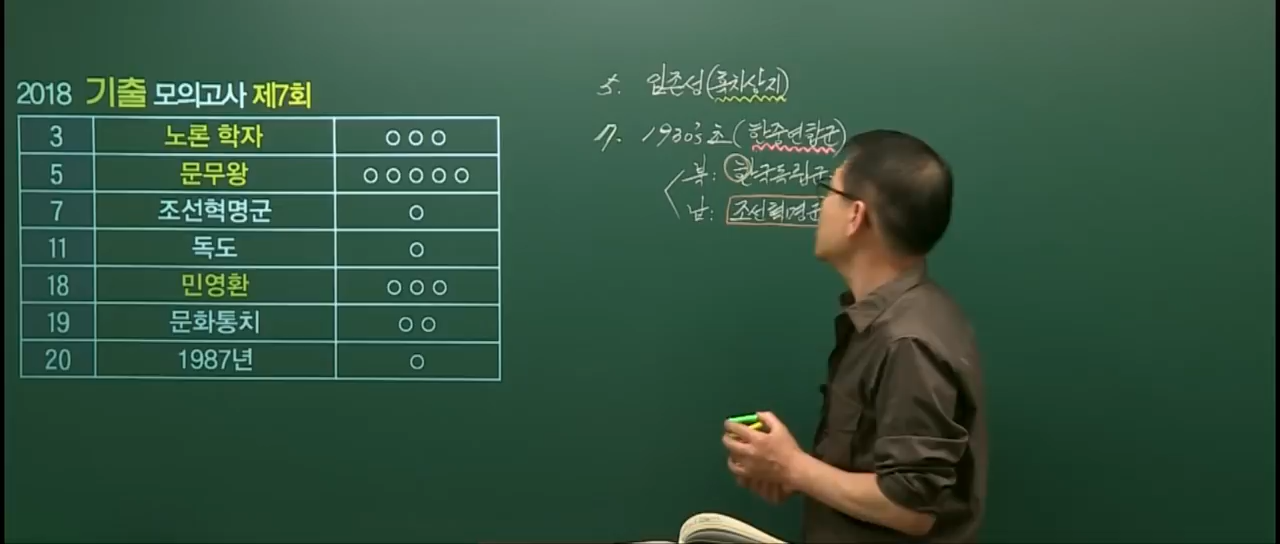 2018 기출 모의고사 제7회
3 노론 학자 ○○○
5 문무왕 ○○○○○
7 조선혁명군 ○
11 독도 ○
18 민영환 ○○○
19 문화통치 ○○
20 1987년 ○
5. 임존성(흑치상지)
7. 1930's 초(한중연합군)
북: 한국독립군
남: 조선혁명군